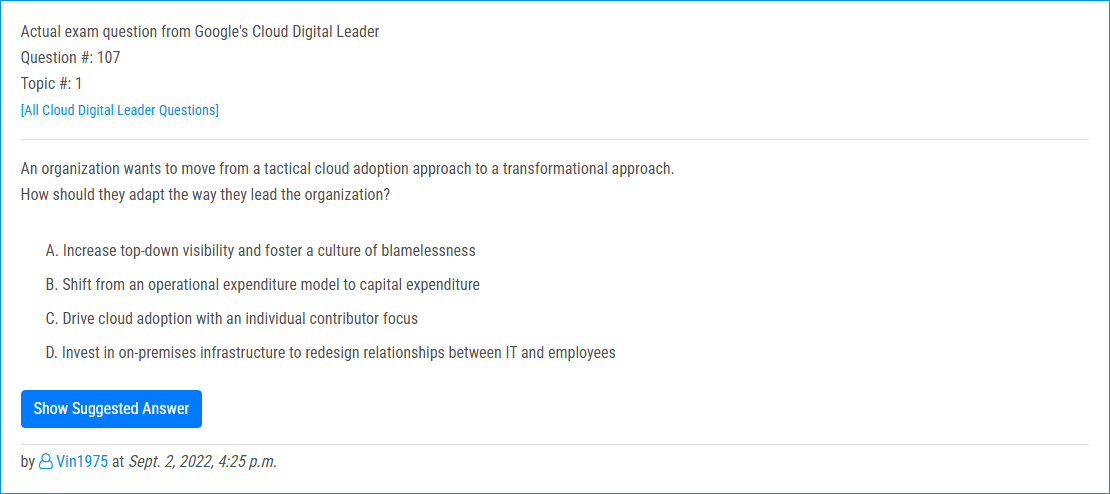 Actual exam question from Google's Cloud Digital Leader
Question #: 107
Topic #: 1
[All Cloud Digital Leader Questions]
An organization wants to move from a tactical cloud adoption approach to a transformational approach.
How should they adapt the way they lead the organization?
A. Increase top-down visibility and foster a culture of blamelessness
B. Shift from an operational expenditure model to capital expenditure
C. Drive cloud adoption with an individual contributor focus
D. Invest in on-premises infrastructure to redesign relationships between IT and employees
Show Suggested Answer
by Vin1975 at Sept. 2, 2022, 4:25 p.m.